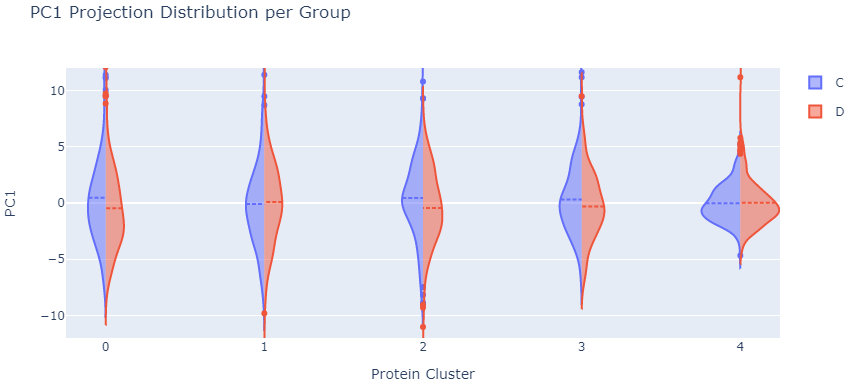 PC1 Projection Distribution per Group
C
D
10
5
0
−5
−10
PC1
0
1
2
3
4
Protein Cluster